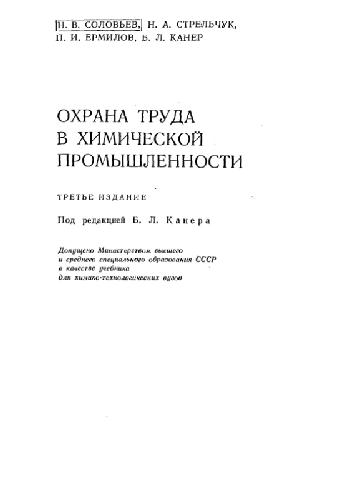 Н. В. СОЛОВЬЕВ, Н. А. СТРЕЛЬЧУК,
П. И. ЕРМИЛОВ, Б. Л. КАНЕР
ОХРАНА ТРУДА
В ХИМИЧЕСКОЙ
ПРОМЫШЛЕННОСТИ
ТРЕТЬЕ ИЗДАНИЕ
Под редакцией Б. Л. Канера
Допущено Министерством высшего
и среднего специального образования СССР
в качестве учебника
для химико-технологических вузов